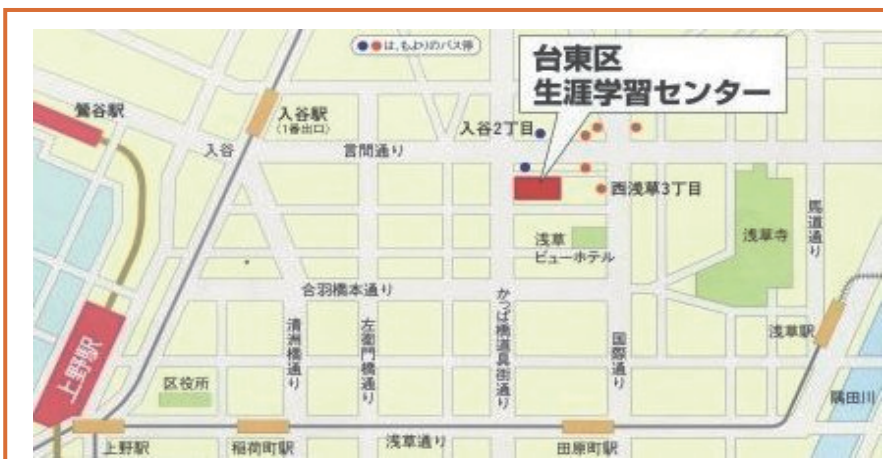 ●●は、もよりのバス停
台東区
生涯学習センター
鶯谷駅
入谷駅
(1番出口)
入谷2丁目
入谷
言問通り
西浅草3丁目
馬道通り
浅草寺
浅草
ビューホテル
合羽橋本通り
かっぱ橋道具街通り
清洲橋通り
左衛門橋通り
国際通り
浅草駅
上野駅
区役所
隅田川
上野駅
稲荷町駅
浅草通り
田原町駅